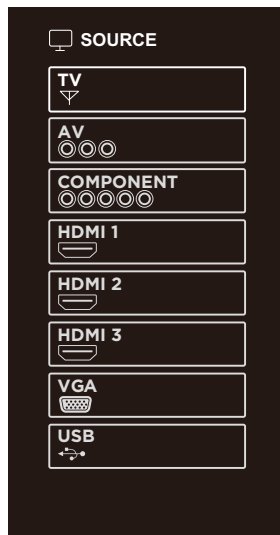 SOURCE
TV
AV
COMPONENT
HDMI 1
HDMI 2
HDMI 3
VGA
USB